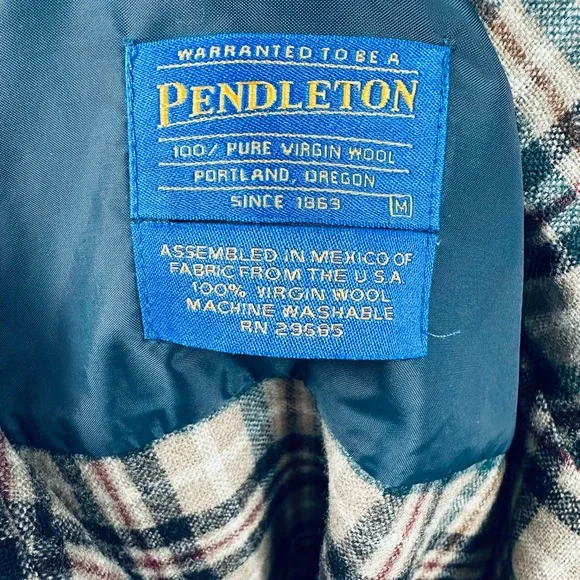 WARRANTED TO BE A
PENDLETON
100% PURE VIRGIN WOOL
PORTLAND, OREGON
SINCE 1863 M
ASSEMBLED IN MEXICO OF
FABRIC FROM THE U.S.A.
100% VIRGIN WOOL
MACHINE WASHABLE
RN 29665